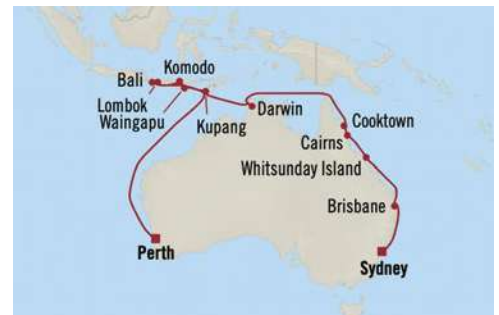 Komodo
Bali
Lombok
Waingapu
Kupang
Darwin
Cooktown
Cairns
Whitsunday Island
Brisbane
Perth
Sydney